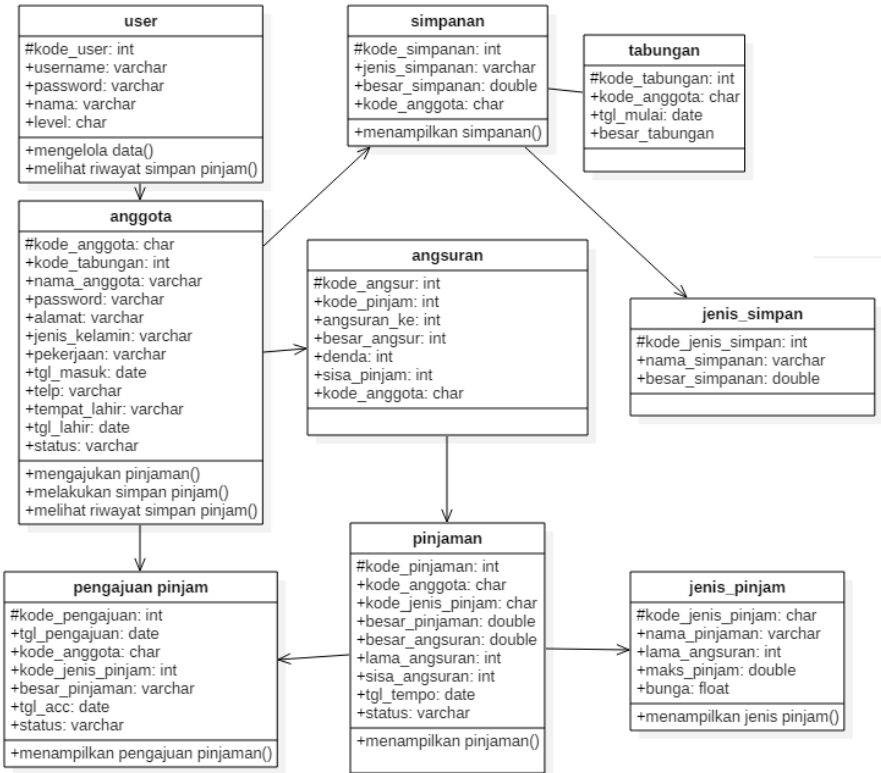 user
#kode_user: int
+username: varchar
+password: varchar
+nama: varchar
+level: char
+mengelola data()
+melihat riwayat simpan pinjam()
simpanan
#kode_simpanan: int
+jenis_simpanan: varchar
+besar_simpanan: double
+kode_anggota: char
+menampilkan simpanan()
tabungan
#kode_tabungan: int
+kode_anggota: char
+tgl_mulai: date
+besar_tabungan
anggota
#kode_anggota: char
+kode_tabungan: int
+nama_anggota: varchar
+password: varchar
+alamat: varchar
+jenis_kelamin: varchar
+pekerjaan: varchar
+tgl_masuk: date
+telp: varchar
+tempat_lahir: varchar
+tgl_lahir: date
+status: varchar
+mengajukan pinjaman()
+melakukan simpan pinjam()
+melihat riwayat simpan pinjam()
angsuran
#kode_angsur: int
+kode_pinjam: int
+angsuran_ke: int
+besar_angsur: int
+denda: int
+sisa_pinjam: int
+kode_anggota: char
jenis_simpan
#kode_jenis_simpan: int
+nama_simpanan: varchar
+besar_simpanan: double
pengajuan pinjam
#kode_pengajuan: int
+tgl_pengajuan: date
+kode_anggota: char
+kode_jenis_pinjam: int
+besar_pinjaman: varchar
+tgl_acc: date
+status: varchar
+menampilkan pengajuan pinjaman()
pinjaman
#kode_pinjaman: int
+kode_anggota: char
+kode_jenis_pinjam: char
+besar_pinjaman: double
+besar_angsuran: double
+lama_angsuran: int
+sisa_angsuran: int
+tgl_tempo: date
+status: varchar
+menampilkan pinjaman()
jenis_pinjam
#kode_jenis_pinjam: char
+nama_pinjaman: varchar
+lama_angsuran: int
+maks_pinjam: double
+bunga: float
+menampilkan jenis pinjam()